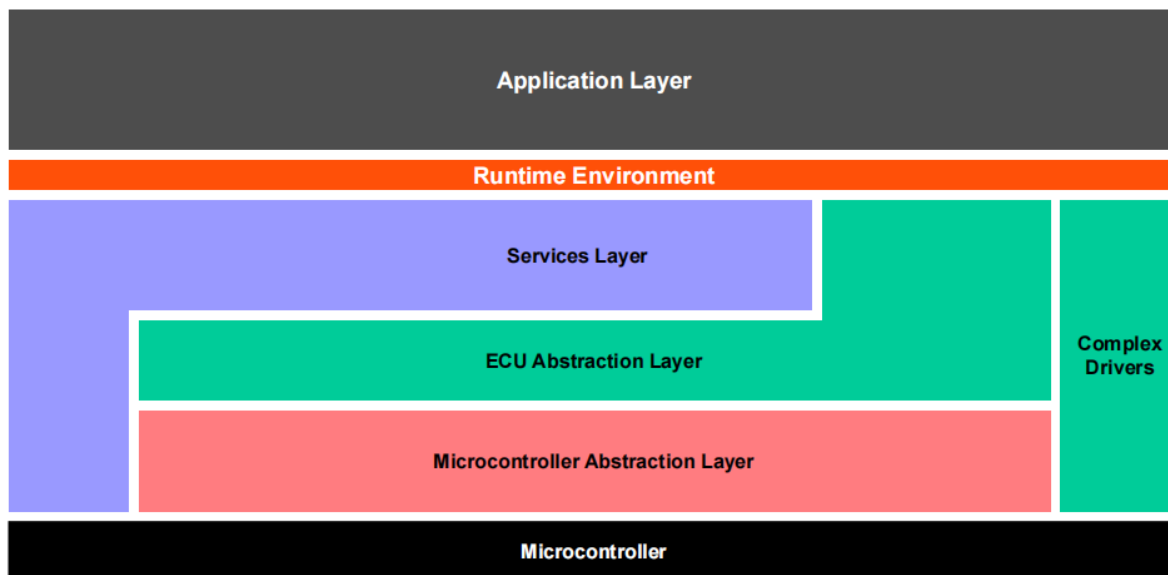 Application Layer
Runtime Environment
Services Layer
ECU Abstraction Layer
Complex
Drivers
Microcontroller Abstraction Layer
Microcontroller